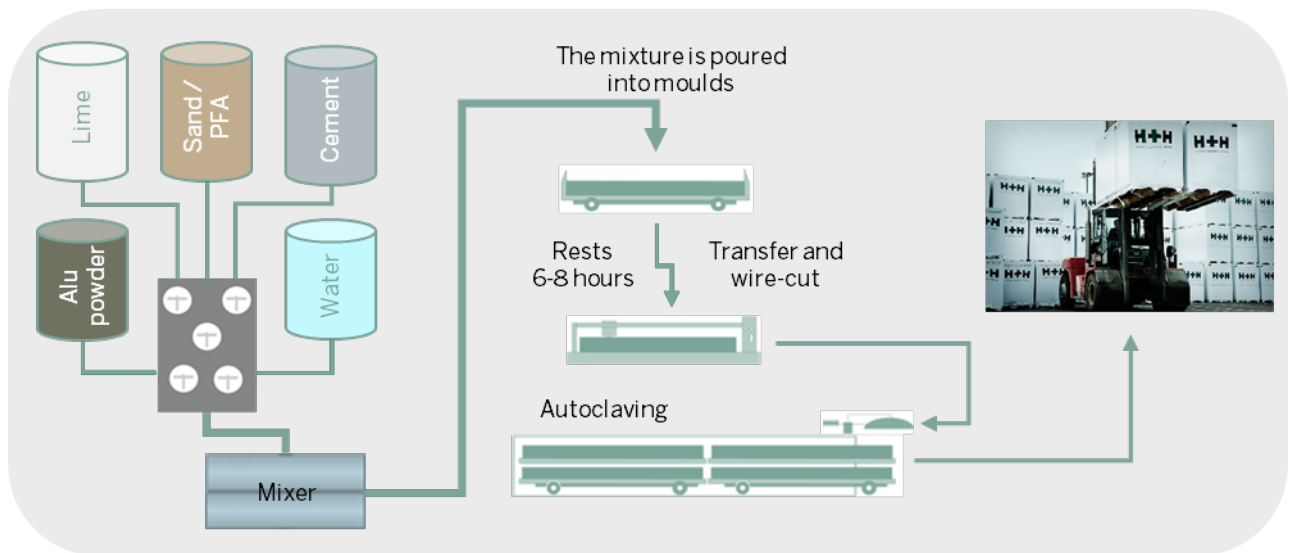 Lime
Sand /
PFA
Cement
Alu
powder
Water
Mixer
The mixture is poured
into moulds
Rests
6-8 hours
Transfer and
wire-cut
Autoclaving
H+H
H+H
H+H
H+H
H+H
H+H
H+H